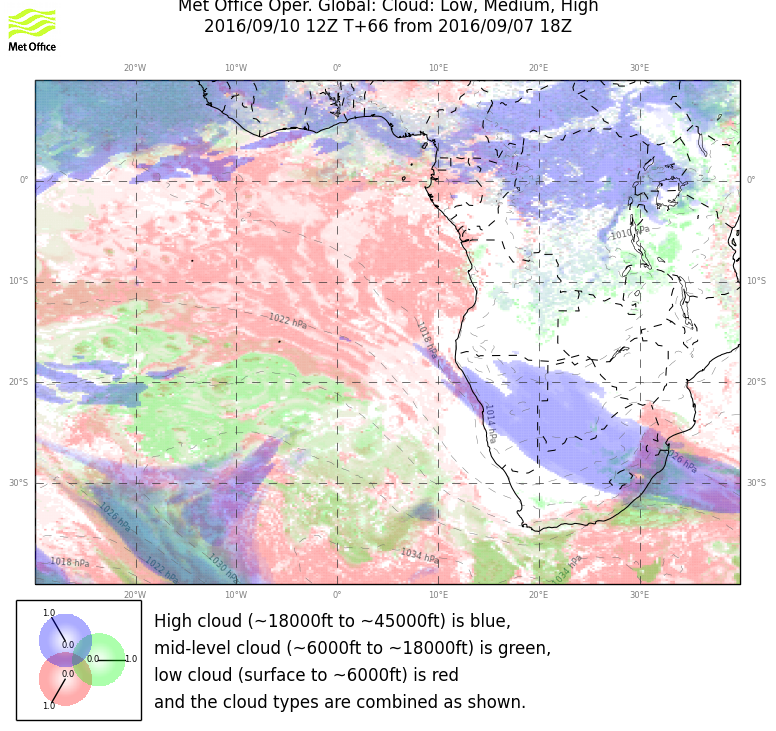 Met Office Oper. Global: Cloud: Low, Medium, High
2016/09/10 12Z T+66 from 2016/09/07 18Z
Met Office
20°W 10°W 0° 10°E 20°E 30°E
0° 0°
1010 hPa
10°S 10°S
1022 hPa
1018 hPa
20°S 20°S
1014 hPa
1026 hPa
30°S 30°S
1026 hPa
1018 hPa 1022 hPa 1030 hPa 1034 hPa 1034 hPa
20°W 10°W 0° 10°E 20°E 30°E
1.0
0.0
0.0 1.0
0.0
1.0
High cloud (~18000ft to ~45000ft) is blue,
mid-level cloud (~6000ft to ~18000ft) is green,
low cloud (surface to ~6000ft) is red
and the cloud types are combined as shown.